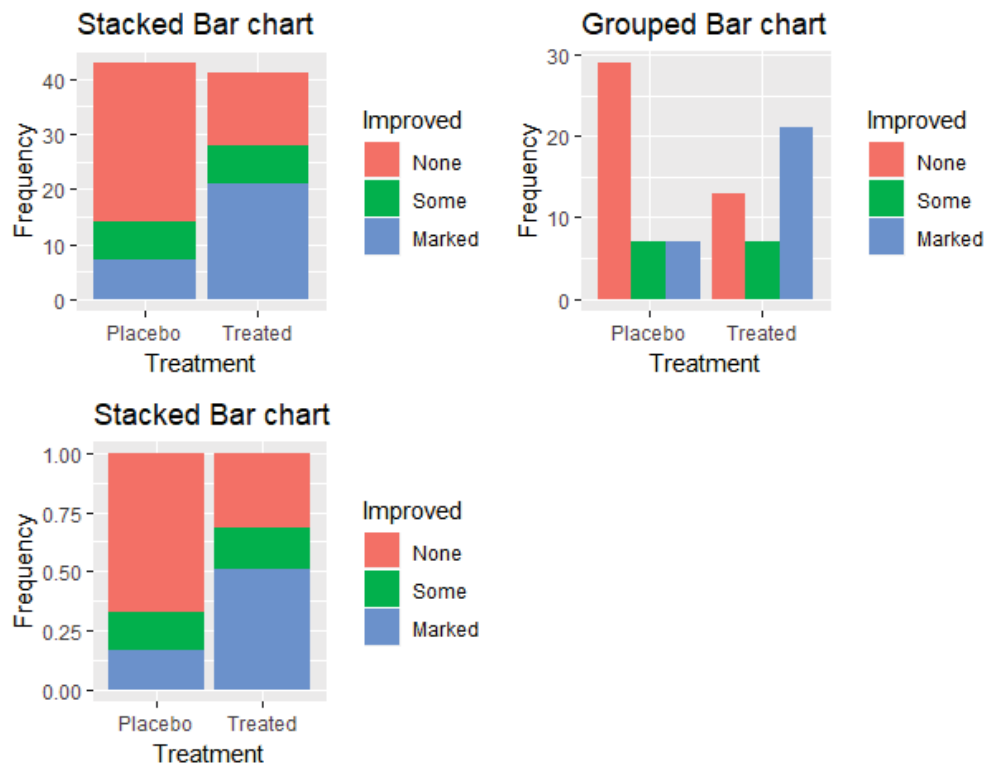 Stacked Bar chart
40
30
20
10
0
Frequency
Placebo Treated
Treatment
Improved
None
Some
Marked
Grouped Bar chart
30
20
10
0
Frequency
Placebo Treated
Treatment
Improved
None
Some
Marked
Stacked Bar chart
1.00
0.75
0.50
0.25
0.00
Frequency
Placebo Treated
Treatment
Improved
None
Some
Marked